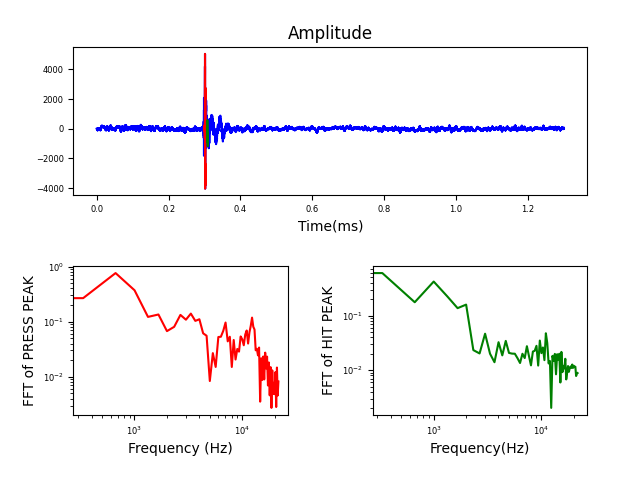 Amplitude
4000
2000
0
−2000
−4000
0.0 0.2 0.4 0.6 0.8 1.0 1.2
Time(ms)
FFT of PRESS PEAK
10⁰
10⁻¹
10⁻²
10³ 10⁴
Frequency (Hz)
FFT of HIT PEAK
10⁻¹
10⁻²
10³ 10⁴
Frequency(Hz)